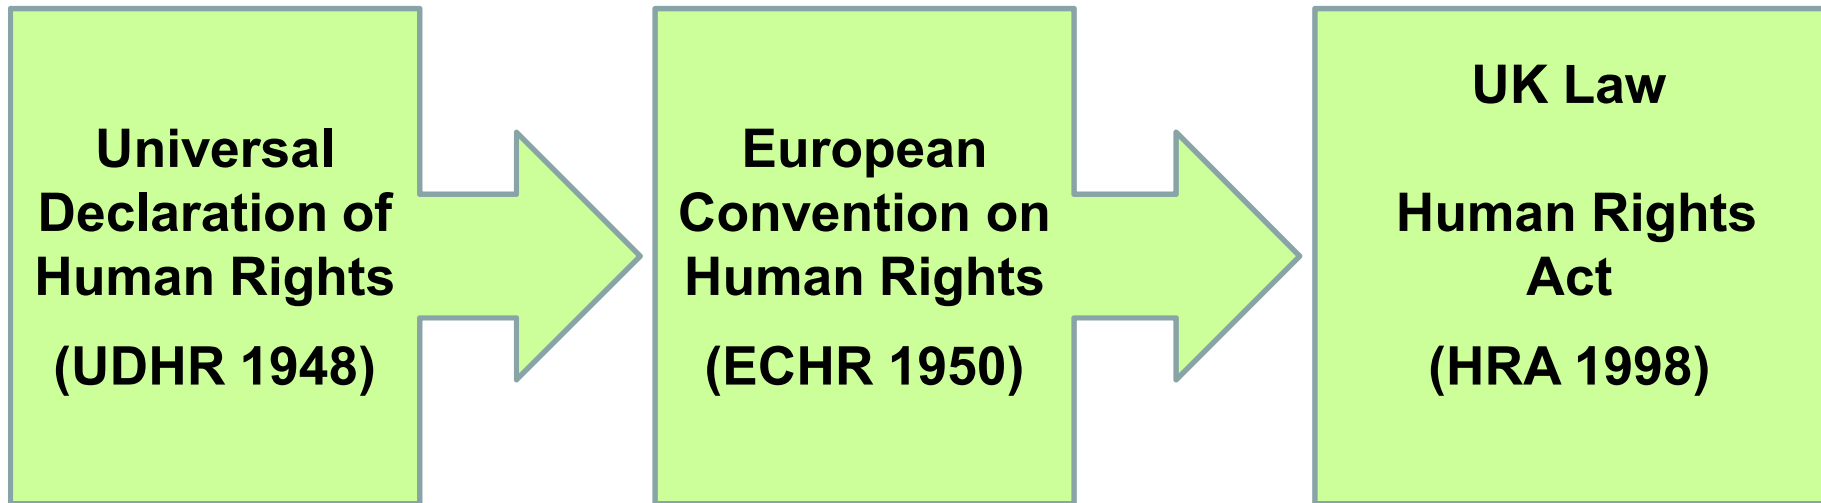 Universal
Declaration of
Human Rights
(UDHR 1948)
European
Convention on
Human Rights
(ECHR 1950)
UK Law
Human Rights
Act
(HRA 1998)